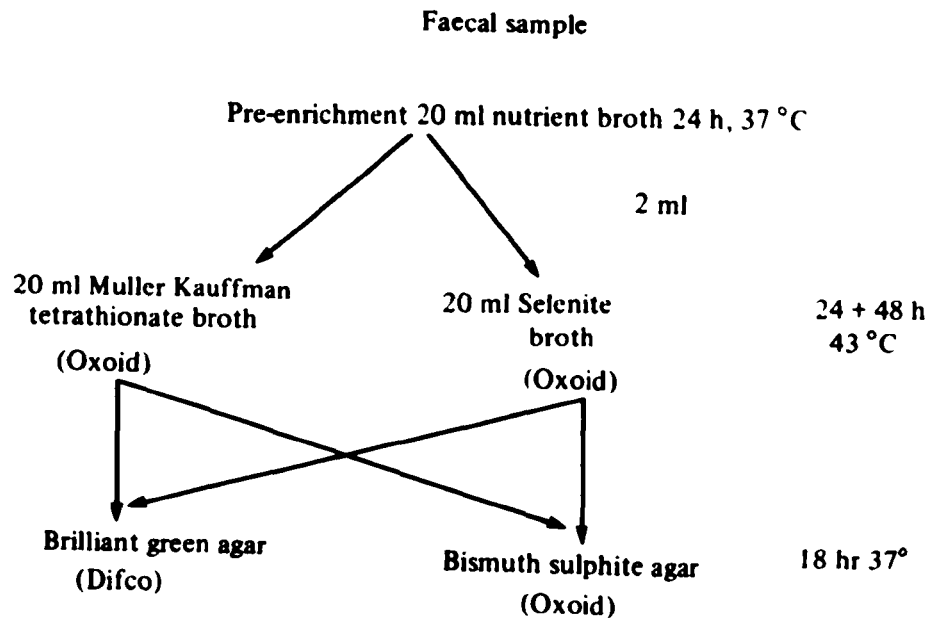 Faecal sample
Pre-enrichment 20 ml nutrient broth 24 h, 37 °C
2 ml
20 ml Muller Kauffman
tetrathionate broth
(Oxoid)
20 ml Selenite
broth
(Oxoid)
24 + 48 h
43 °C
Brilliant green agar
(Difco)
Bismuth sulphite agar
(Oxoid)
18 hr 37°